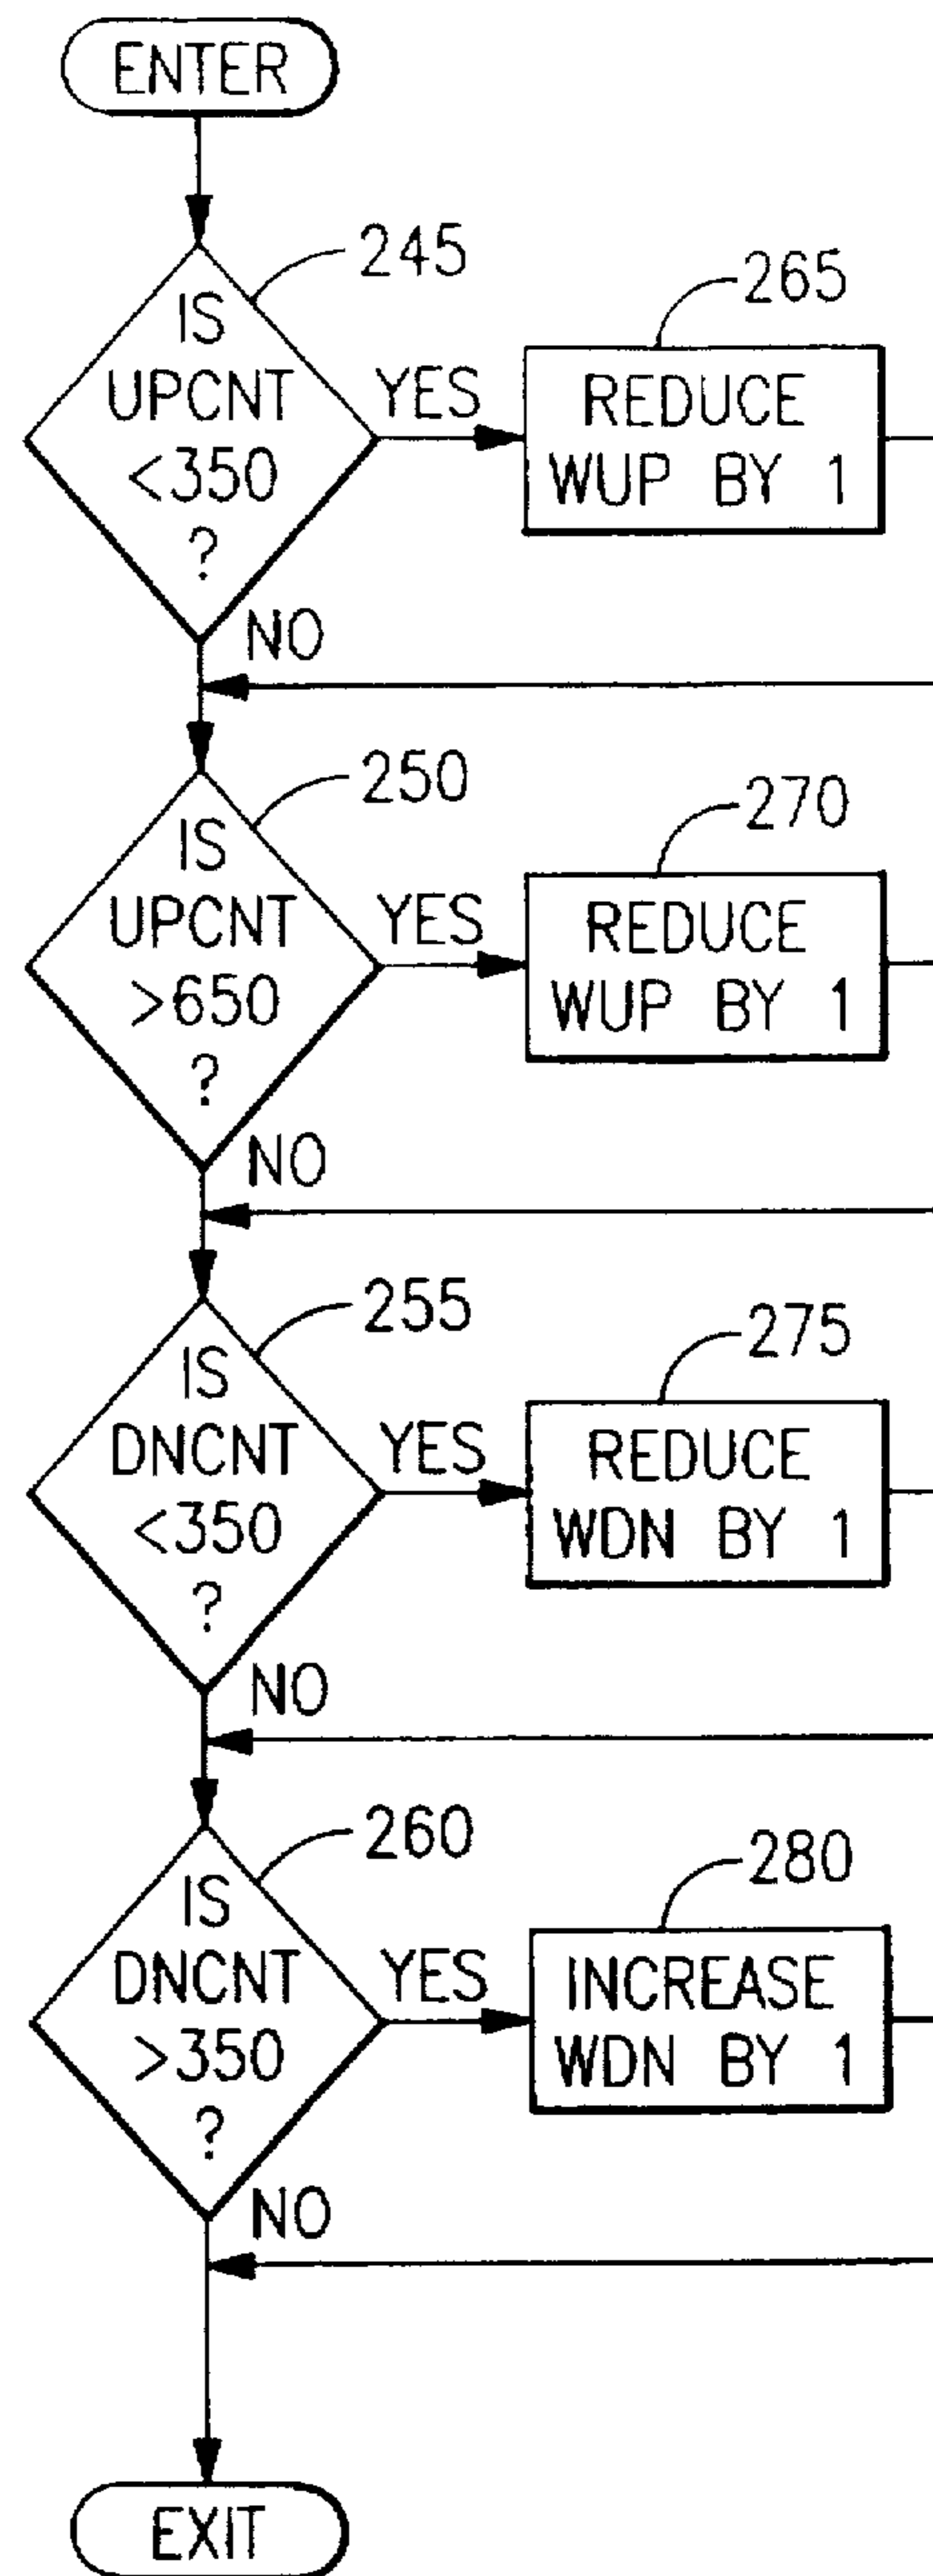 ENTER
245
IS
UPCNT
<350
?
YES
265
REDUCE
WUP BY 1
NO
250
IS
UPCNT
>650
?
YES
270
REDUCE
WUP BY 1
NO
255
IS
DNCNT
<350
?
YES
275
REDUCE
WDN BY 1
NO
260
IS
DNCNT
>350
?
YES
280
INCREASE
WDN BY 1
NO
EXIT